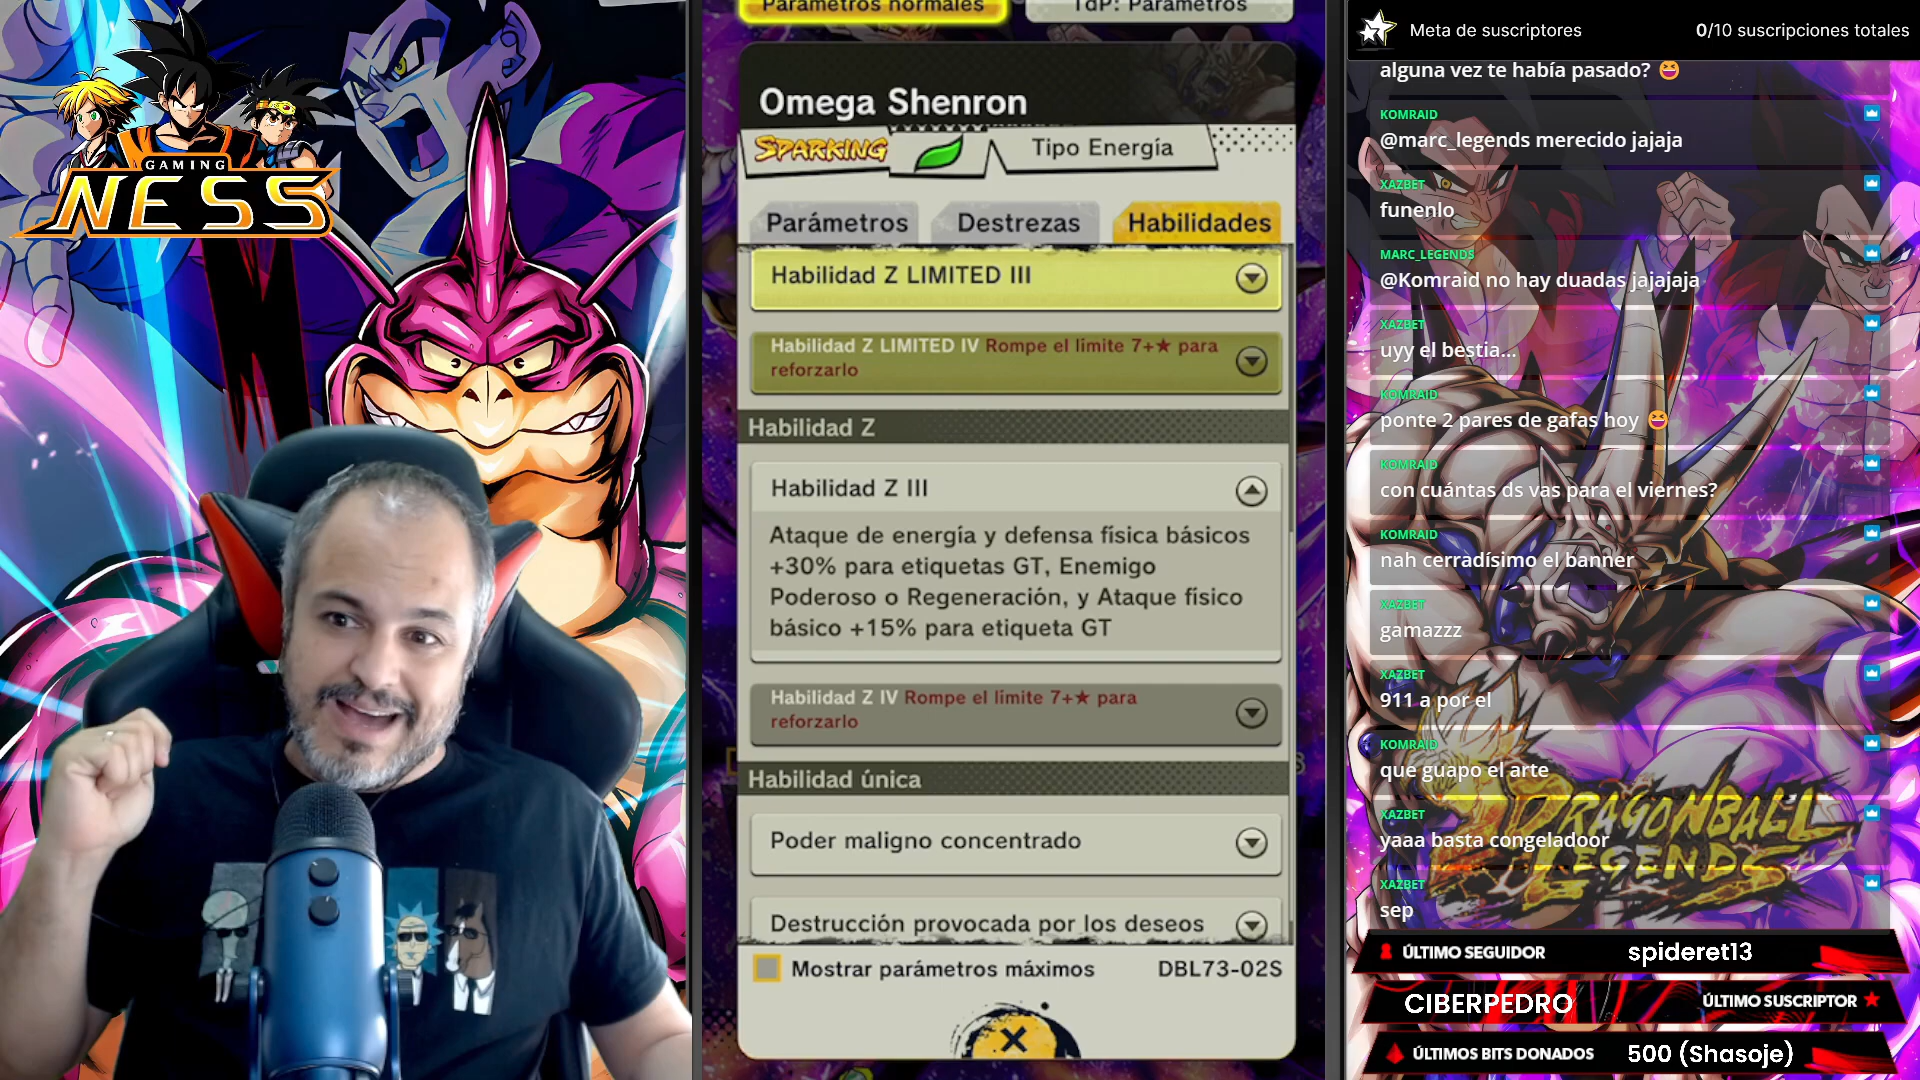 GAMING
NESS
Parámetros normales
TdP: Parámetros
Omega Shenron
SPARKING
Tipo Energía
Parámetros
Destrezas
Habilidades
Habilidad Z LIMITED III
Habilidad Z LIMITED IV Rompe el límite 7+★ para
reforzarlo
Habilidad Z
Habilidad Z III
Ataque de energía y defensa física básicos
+30% para etiquetas GT, Enemigo
Poderoso o Regeneración, y Ataque físico
básico +15% para etiqueta GT
Habilidad Z IV Rompe el límite 7+★ para
reforzarlo
Habilidad única
Poder maligno concentrado
Destrucción provocada por los deseos
Mostrar parámetros máximos
DBL73-02S
Meta de suscriptores
0/10 suscripciones totales
alguna vez te había pasado? 😆
KOMRAID
@marc_legends merecido jajaja
XAZBET
funenlo
MARC_LEGENDS
@Komraid no hay duadas jajajaja
XAZBET
uyy el bestia...
KOMRAID
ponte 2 pares de gafas hoy 😆
KOMRAID
con cuántas ds vas para el viernes?
KOMRAID
nah cerradísimo el banner
XAZBET
gamazzz
XAZBET
911 a por el
KOMRAID
que guapo el arte
XAZBET
yaaa basta congeladoor
XAZBET
sep
DRAGONBALL
LEGENDS
ÚLTIMO SEGUIDOR
spideret13
CIBERPEDRO
ÚLTIMO SUSCRIPTOR ★
ÚLTIMOS BITS DONADOS
500 (Shasoje)